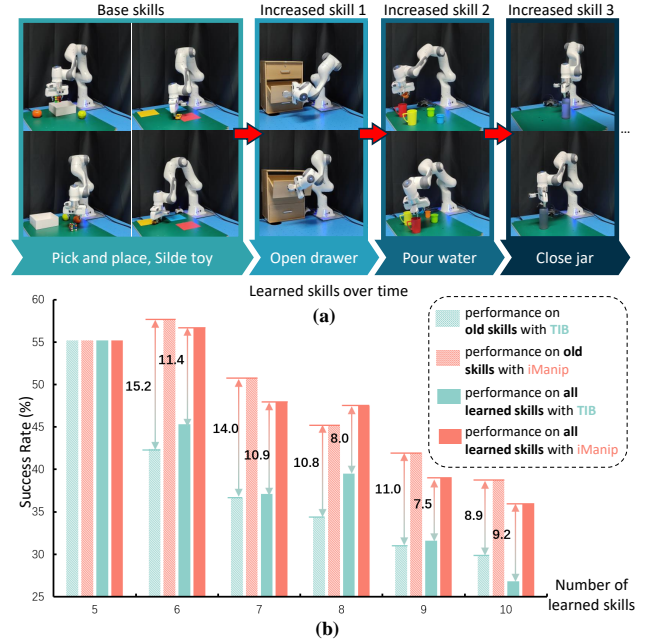 Base skills
Increased skill 1
Increased skill 2
Increased skill 3
...
Pick and place, Silde toy
Open drawer
Pour water
Close jar
Learned skills over time
(a)
performance on
old skills with TIB
performance on old
skills with iManip
performance on all
learned skills with TIB
performance on all
learned skills with iManip
Success Rate (%)
60
55
50
45
40
35
30
25
15.2
11.4
14.0
10.9
10.8
8.0
11.0
7.5
8.9
9.2
5
6
7
8
9
10
Number of
learned skills
(b)